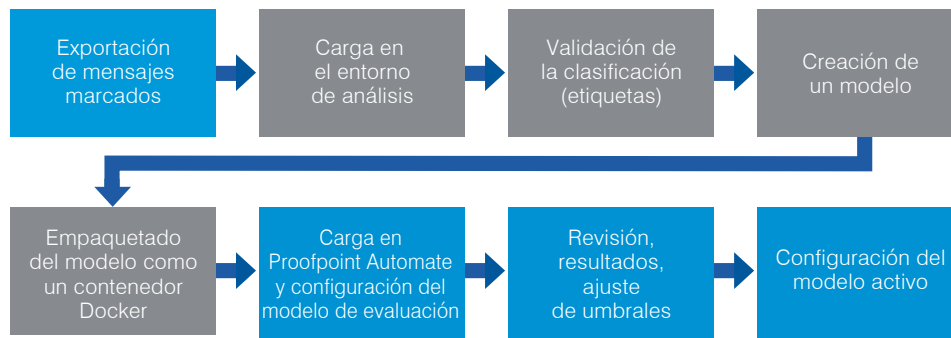 Exportación
de mensajes
marcados
Carga en
el entorno
de análisis
Validación de
la clasificación
(etiquetas)
Creación de
un modelo
Empaquetado
del modelo como
un contenedor
Docker
Carga en
Proofpoint Automate
y configuración del
modelo de evaluación
Revisión,
resultados,
ajuste
de umbrales
Configuración del
modelo activo